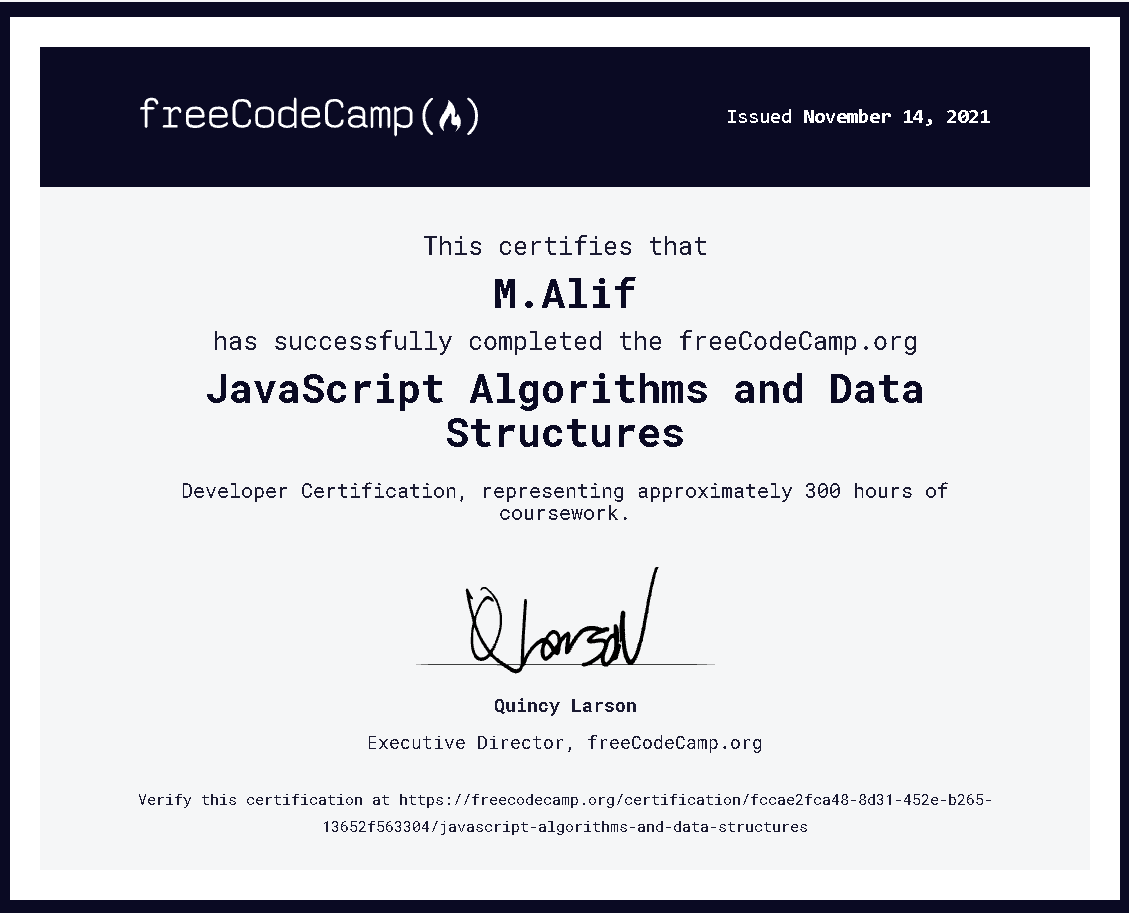 freeCodeCamp(🔥)
Issued November 14, 2021
This certifies that
M.Alif
has successfully completed the freeCodeCamp.org
JavaScript Algorithms and Data
Structures
Developer Certification, representing approximately 300 hours of
coursework.
QLarson
Quincy Larson
Executive Director, freeCodeCamp.org
Verify this certification at https://freecodecamp.org/certification/fccae2fca48-8d31-452e-b265-
13652f563304/javascript-algorithms-and-data-structures